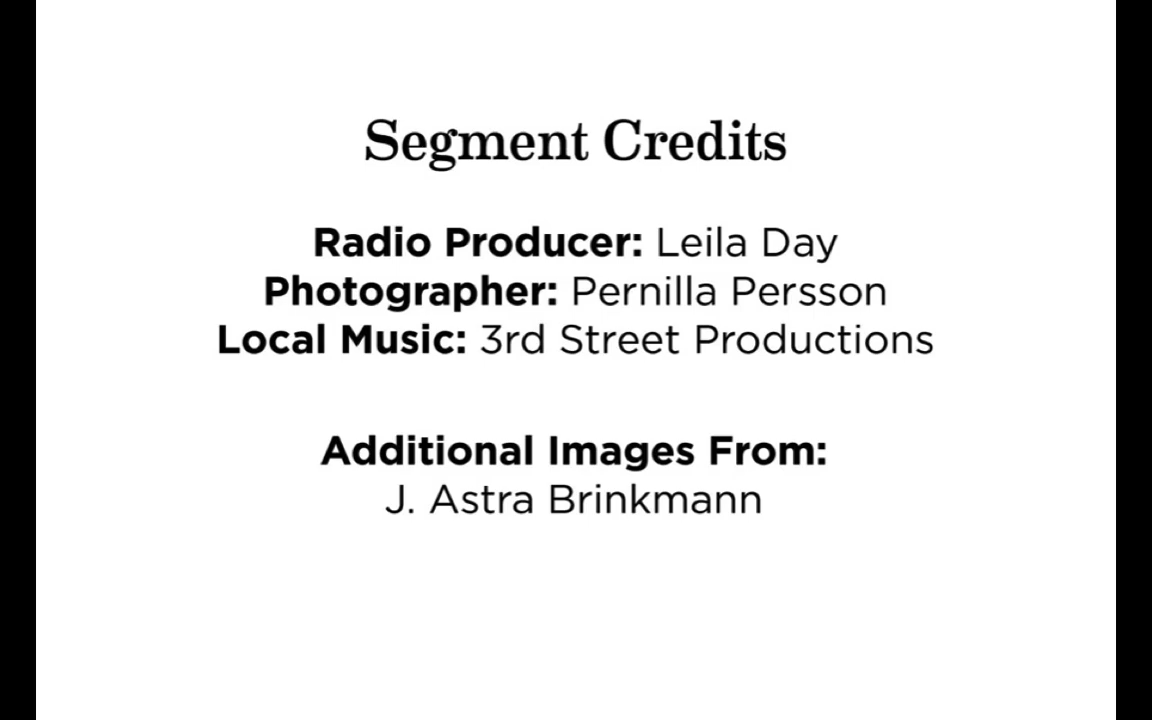 Segment Credits
Radio Producer: Leila Day
Photographer: Pernilla Persson
Local Music: 3rd Street Productions
Additional Images From:
J. Astra Brinkmann